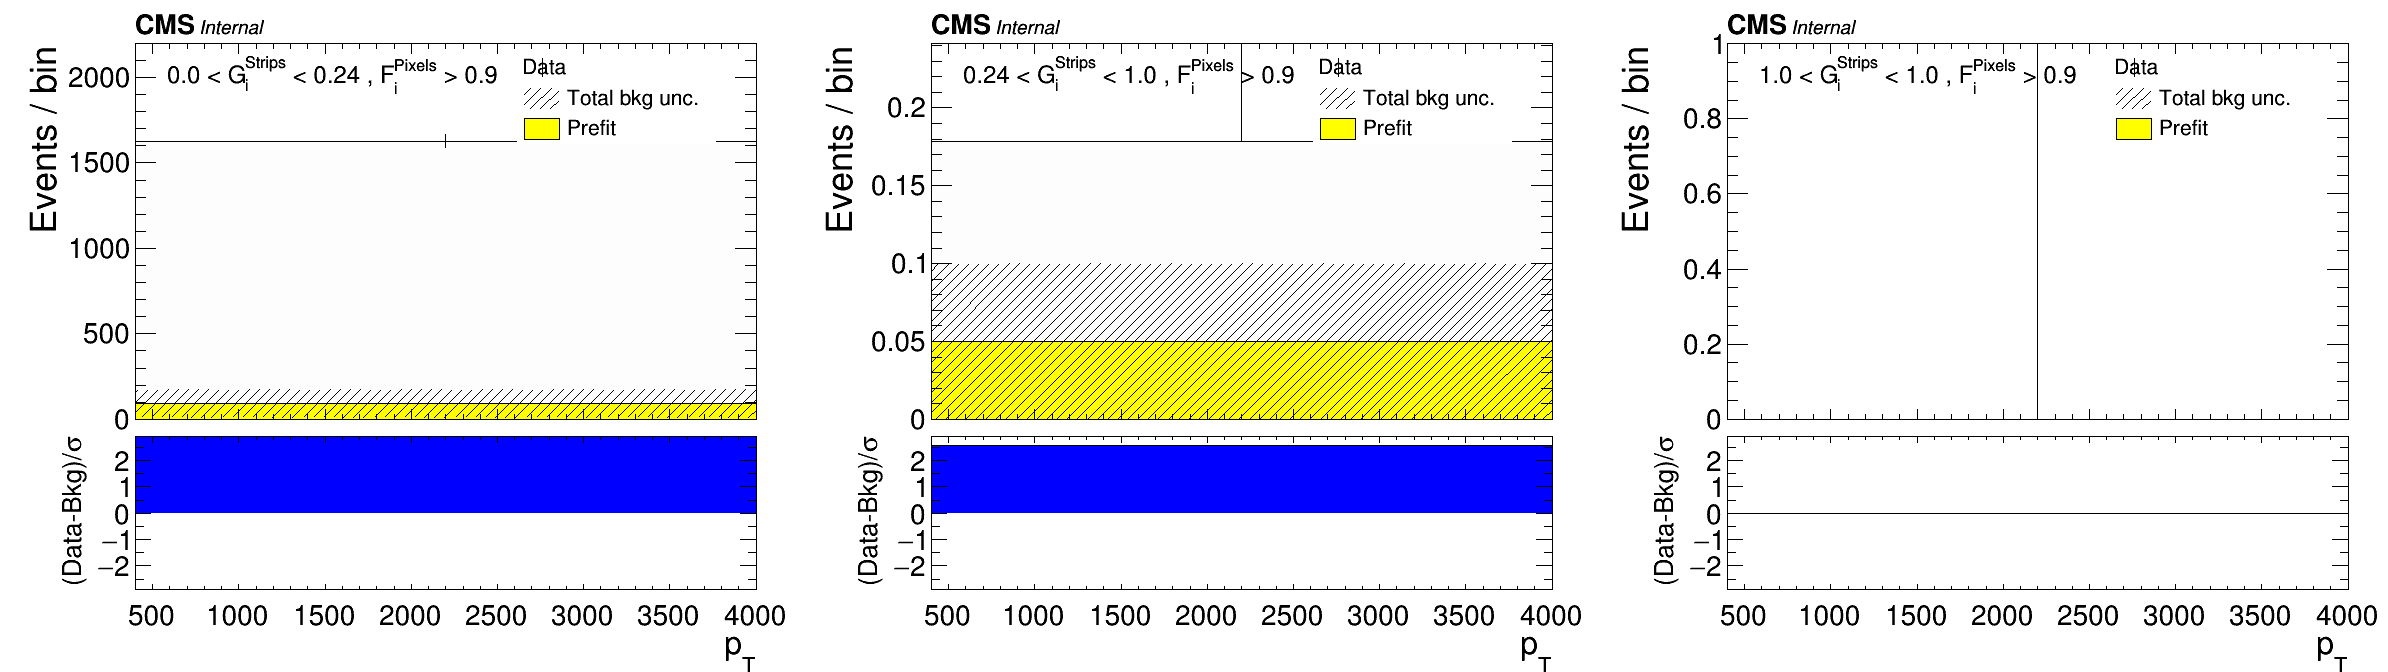 CMS Internal
Events / bin
0.0 < G_i^Strips < 0.24 , F_i^Pixels > 0.9
Data
Total bkg unc.
Prefit
2000
1500
1000
500
0
(Data-Bkg)/σ
2
1
0
−1
−2
500 1000 1500 2000 2500 3000 3500 4000
p_T
CMS Internal
Events / bin
0.24 < G_i^Strips < 1.0 , F_i^Pixels > 0.9
Data
Total bkg unc.
Prefit
0.2
0.15
0.1
0.05
0
(Data-Bkg)/σ
2
1
0
−1
−2
500 1000 1500 2000 2500 3000 3500 4000
p_T
CMS Internal
Events / bin
1.0 < G_i^Strips < 1.0 , F_i^Pixels > 0.9
Data
Total bkg unc.
Prefit
1
0.8
0.6
0.4
0.2
0
(Data-Bkg)/σ
2
1
0
−1
−2
500 1000 1500 2000 2500 3000 3500 4000
p_T